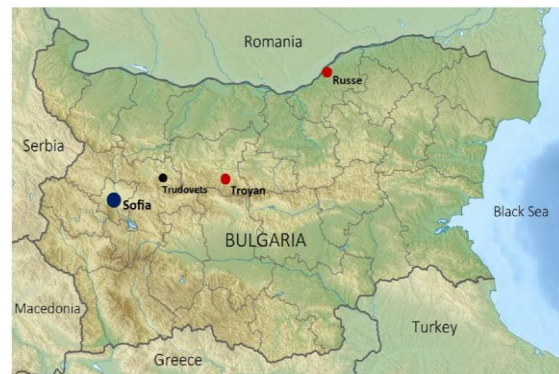 Romania
Russe
Serbia
Trudovets
Troyan
Sofia
Black Sea
BULGARIA
Macedonia
Turkey
Greece